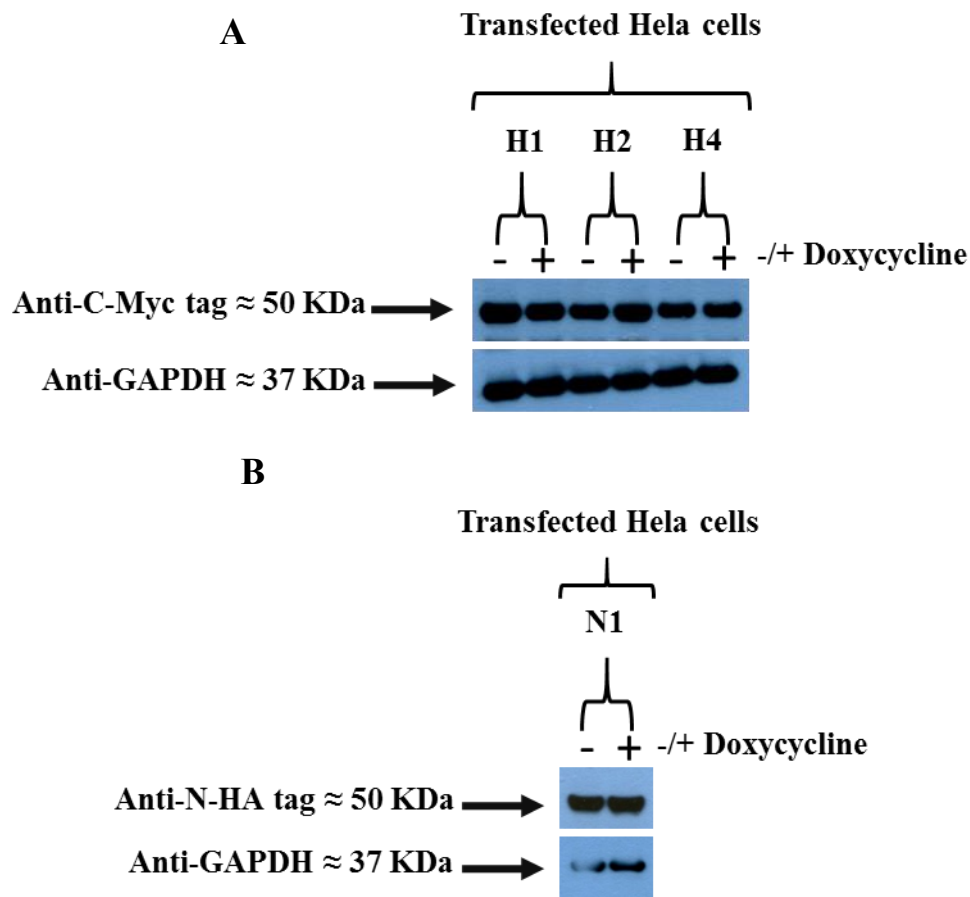 A
Transfected Hela cells
H1 H2 H4
- + - + - + -/+ Doxycycline
Anti-C-Myc tag ≈ 50 KDa
Anti-GAPDH ≈ 37 KDa
B
Transfected Hela cells
N1
- + -/+ Doxycycline
Anti-N-HA tag ≈ 50 KDa
Anti-GAPDH ≈ 37 KDa